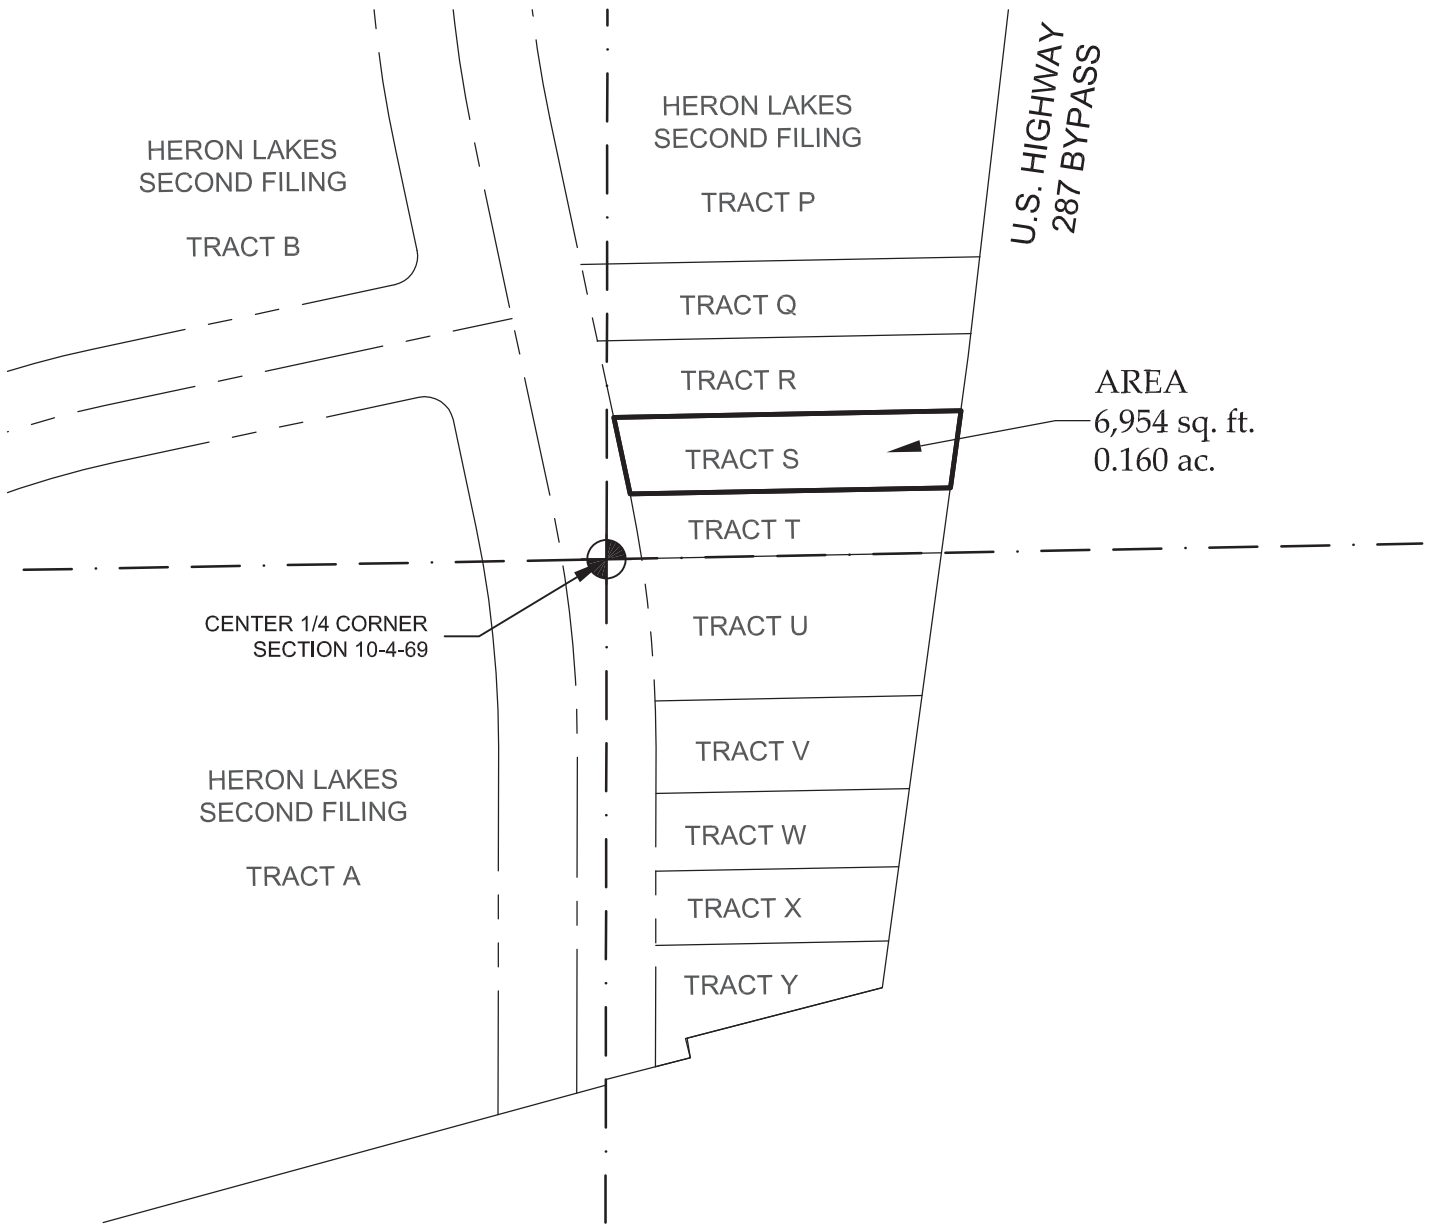 HERON LAKES
SECOND FILING
TRACT B
HERON LAKES
SECOND FILING
TRACT P
U.S. HIGHWAY
287 BYPASS
TRACT Q
TRACT R
AREA
6,954 sq. ft.
0.160 ac.
TRACT S
TRACT T
CENTER 1/4 CORNER
SECTION 10-4-69
TRACT U
TRACT V
HERON LAKES
SECOND FILING
TRACT A
TRACT W
TRACT X
TRACT Y